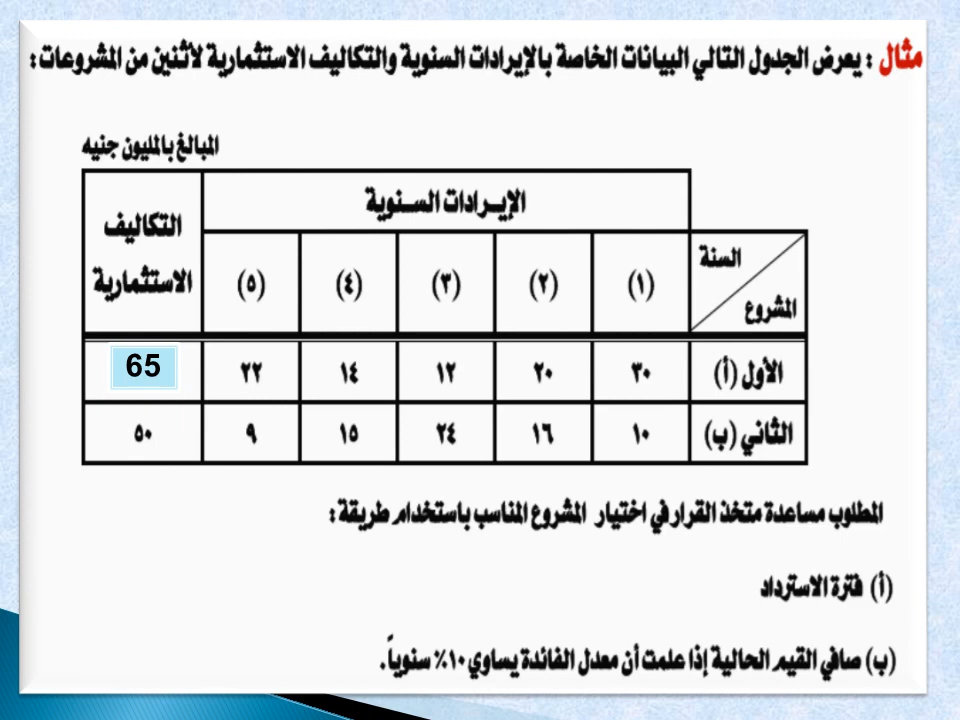 مثال : يعرض الجدول التالي البيانات الخاصة بالإيرادات السنوية والتكاليف الاستثمارية لأثنين من المشروعات :
المبالغ بالمليون جنيه
الإيــرادات الســنوية
التكاليف الاستثمارية
السنة
المشروع
(١) (٢) (٣) (٤) (٥)
الأول (أ) ٣٠ ٢٠ ١٢ ١٤ ٢٢ 65
الثاني (ب) ١٠ ١٦ ٢٤ ١٥ ٩ ٥٠
المطلوب مساعدة متخذ القرار في اختيار المشروع المناسب باستخدام طريقة :
(أ) فترة الاسترداد
(ب) صافي القيم الحالية إذا علمت أن معدل الفائدة يساوي ١٠٪ سنوياً.